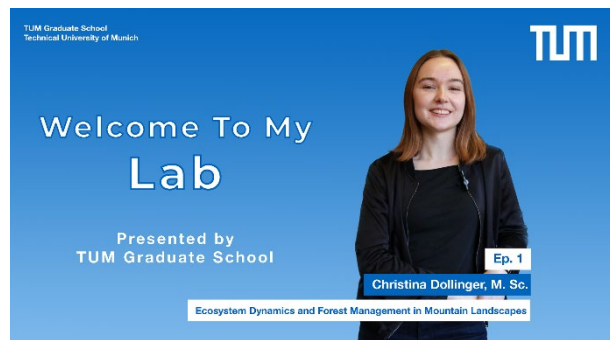 TUM Graduate School
Technical University of Munich
TUM
Welcome To My
Lab
Presented by
TUM Graduate School
Ep. 1
Christina Dollinger, M. Sc.
Ecosystem Dynamics and Forest Management in Mountain Landscapes